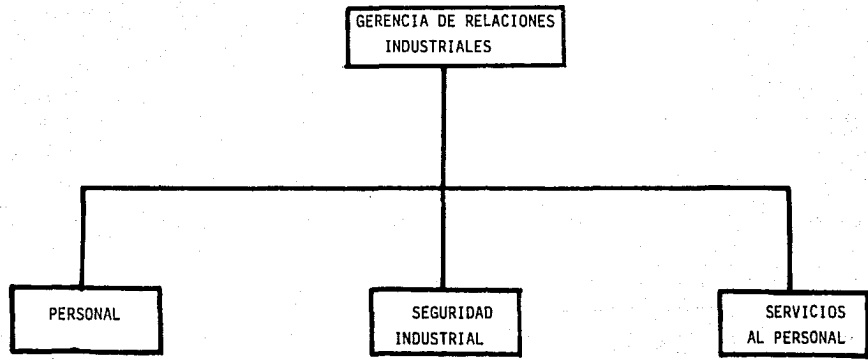 GERENCIA DE RELACIONES
INDUSTRIALES
PERSONAL
SEGURIDAD
INDUSTRIAL
SERVICIOS
AL PERSONAL